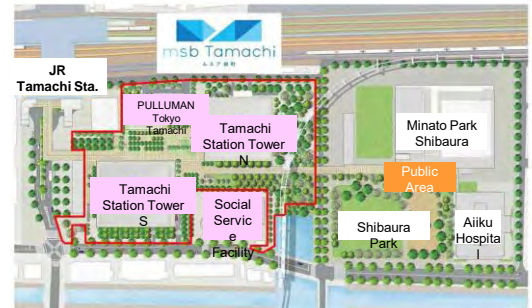 msb Tamachi
ムスブ田町
JR
Tamachi Sta.
PULLUMAN
Tokyo
Tamachi
Tamachi
Station Tower
N
Minato Park
Shibaura
Public
Area
Tamachi
Station Tower
S
Social
Servic
e
Facility
Shibaura
Park
Aiiku
Hospita
l